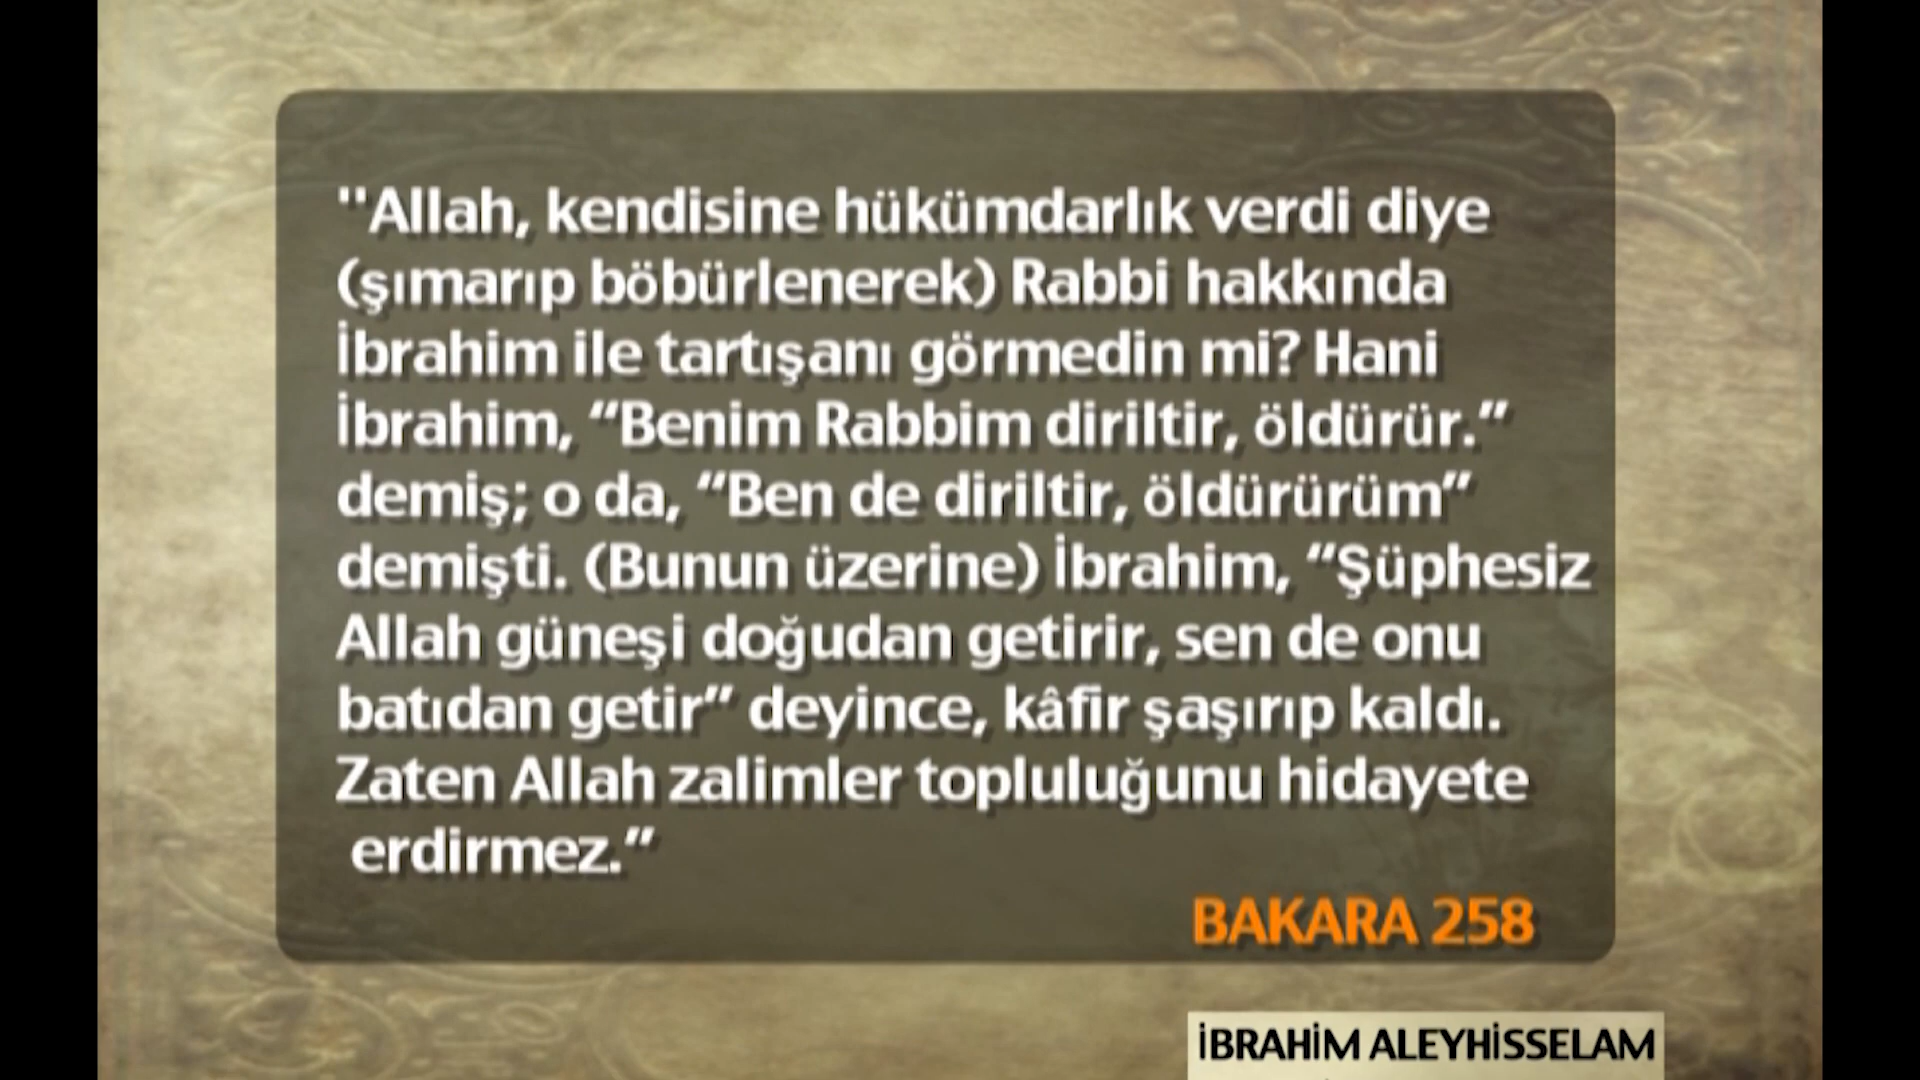 "Allah, kendisine hükümdarlık verdi diye
(şımarıp böbürlenerek) Rabbi hakkında
İbrahim ile tartışanı görmedin mi? Hani
İbrahim, “Benim Rabbim diriltir, öldürür.”
demiş; o da, “Ben de diriltir, öldürürüm”
demişti. (Bunun üzerine) İbrahim, “Şüphesiz
Allah güneşi doğudan getirir, sen de onu
batıdan getir” deyince, kâfir şaşırıp kaldı.
Zaten Allah zalimler topluluğunu hidayete
erdirmez.”
BAKARA 258
İBRAHİM ALEYHİSSELAM